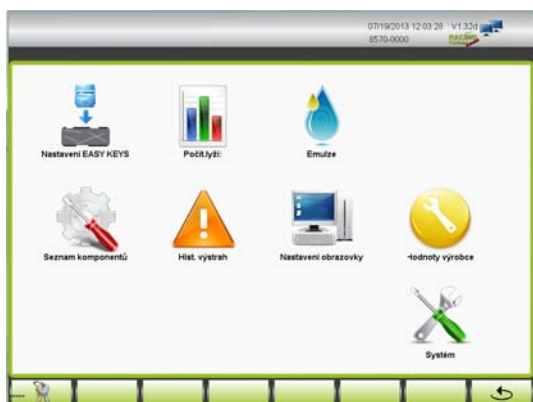 07/19/2013 12:03:28 V1.32d
8570-0000 RACING
Nastavení EASY KEYS
Počít.lyží:
Emulze
Seznam komponentů
Hist. výstrah
Nastavení obrazovky
Hodnoty výrobce
Systém